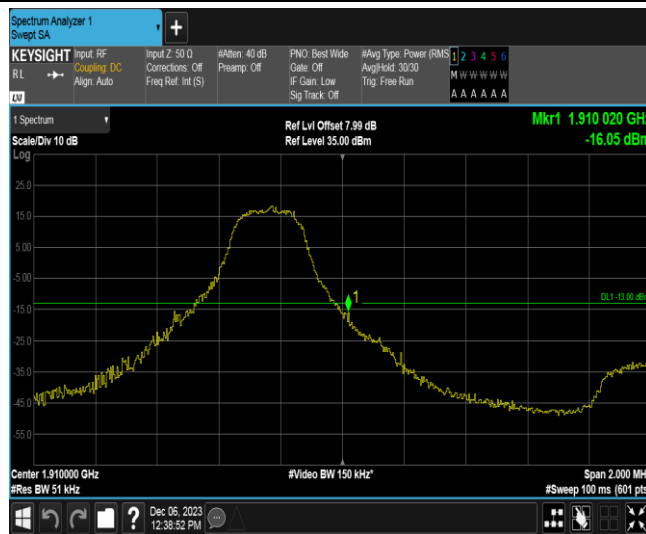 Spectrum Analyzer 1
Swept SA
+
KEYSIGHT
RL
LXI
Input: RF
Coupling: DC
Align: Auto
Input Z: 50 Ω
Corrections: Off
Freq Ref: Int (S)
#Atten: 40 dB
Preamp: Off
PNO: Best Wide
Gate: Off
IF Gain: Low
Sig Track: Off
#Avg Type: Power (RMS
Avg|Hold: 30/30
Trig: Free Run
1 2 3 4 5 6
M W W W W W
A A A A A A
1 Spectrum
Scale/Div 10 dB
Log
Ref Lvl Offset 7.99 dB
Ref Level 35.00 dBm
Mkr1 1.910 020 GHz
-16.05 dBm
25.0
15.0
5.00
-5.00
-15.0
-25.0
-35.0
-45.0
-55.0
1
DL1 -13.00 dBm
Center 1.910000 GHz
#Res BW 51 kHz
#Video BW 150 kHz*
Span 2.000 MH
#Sweep 100 ms (601 pts
?
Dec 06, 2023
12:38:52 PM